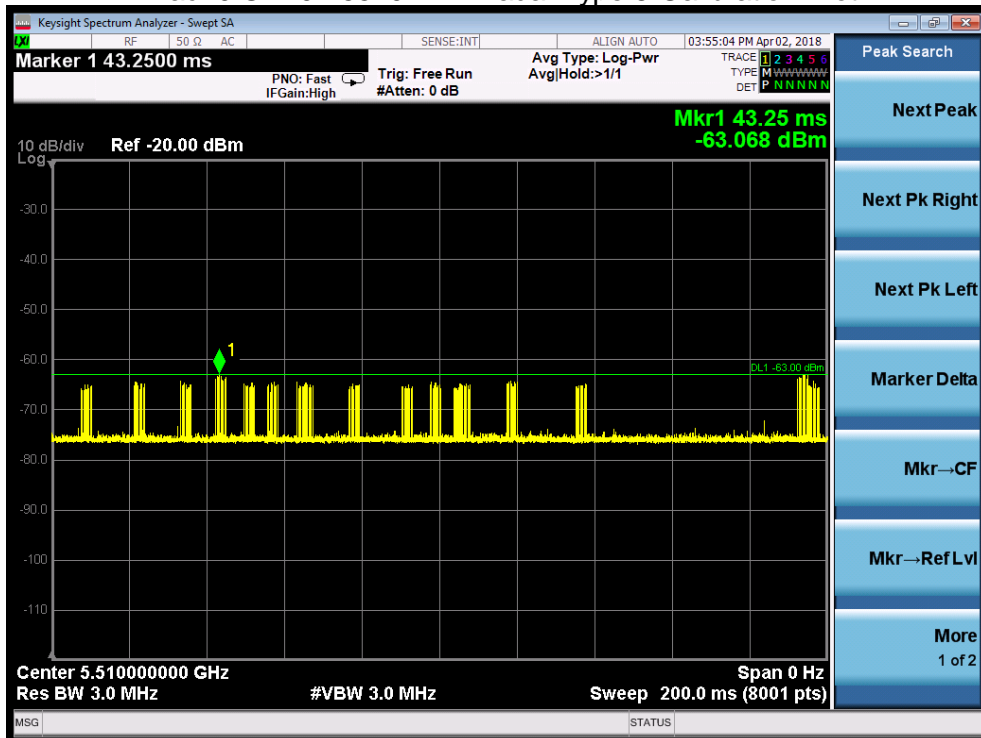 Keysight Spectrum Analyzer - Swept SA
LXI RF 50 Ω AC SENSE:INT ALIGN AUTO 03:55:04 PM Apr 02, 2018
Marker 1 43.2500 ms
PNO: Fast
IFGain:High
Trig: Free Run
#Atten: 0 dB
Avg Type: Log-Pwr
Avg|Hold:>1/1
TRACE 1 2 3 4 5 6
TYPE M WWWWW
DET P N N N N N
Mkr1 43.25 ms
-63.068 dBm
10 dB/div Ref -20.00 dBm
Log
-30.0
-40.0
-50.0
-60.0
1
DL1 -63.00 dBm
-70.0
-80.0
-90.0
-100
-110
Center 5.510000000 GHz Span 0 Hz
Res BW 3.0 MHz #VBW 3.0 MHz Sweep 200.0 ms (8001 pts)
MSG STATUS
Peak Search
Next Peak
Next Pk Right
Next Pk Left
Marker Delta
Mkr→CF
Mkr→Ref Lvl
More
1 of 2